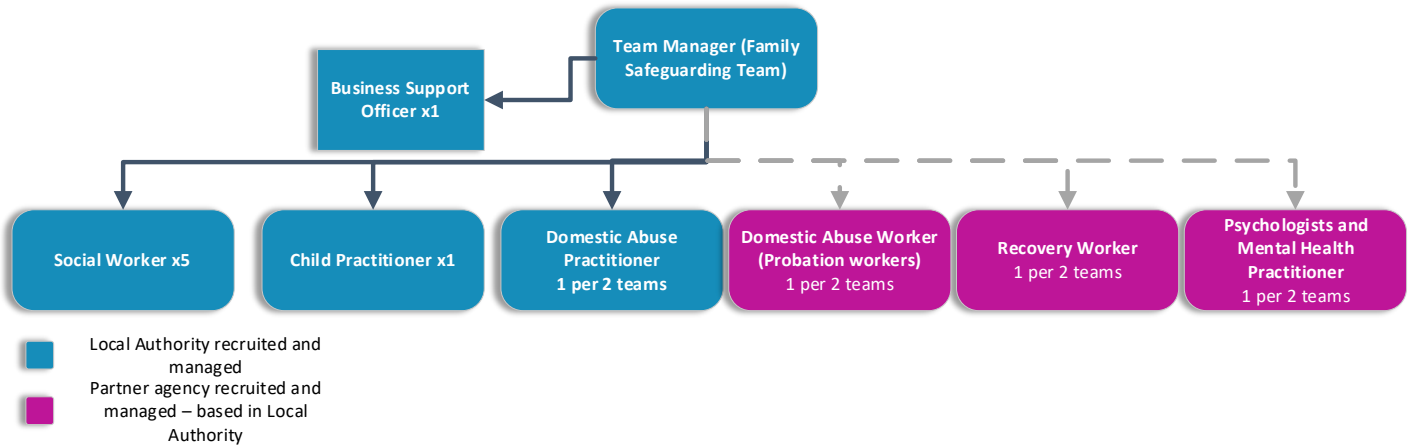 Team Manager (Family
Safeguarding Team)
Business Support
Officer x1
Social Worker x5
Child Practitioner x1
Domestic Abuse
Practitioner
1 per 2 teams
Domestic Abuse Worker
(Probation workers)
1 per 2 teams
Recovery Worker
1 per 2 teams
Psychologists and
Mental Health
Practitioner
1 per 2 teams
Local Authority recruited and
managed
Partner agency recruited and
managed – based in Local
Authority